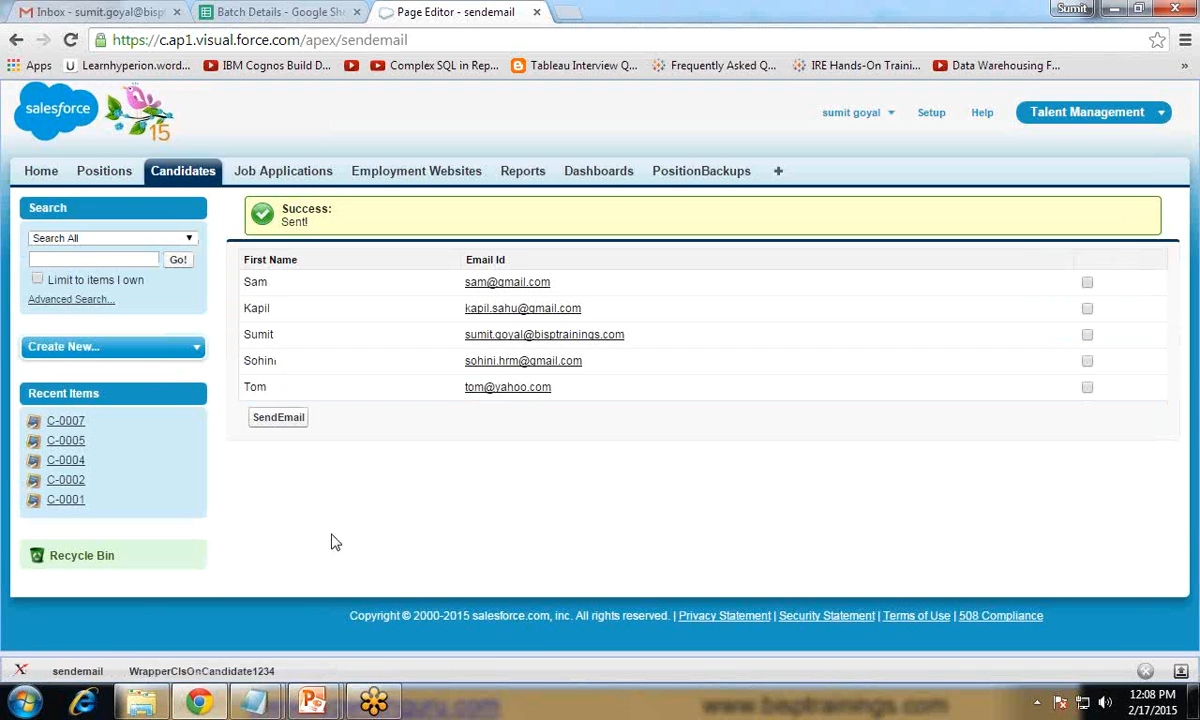 Inbox - sumit.goyal@bisp
Batch Details - Google She
Page Editor - sendemail
Sumit
https://c.ap1.visual.force.com/apex/sendemail
Apps
Learnhyperion.word...
IBM Cognos Build D...
Complex SQL in Rep...
Tableau Interview Q...
Frequently Asked Q...
IRE Hands-On Traini...
Data Warehousing F...
»
salesforce
15
sumit goyal
Setup
Help
Talent Management
Home
Positions
Candidates
Job Applications
Employment Websites
Reports
Dashboards
PositionBackups
+
Search
Search All
Go!
Limit to items I own
Advanced Search...
Create New...
Recent Items
C-0007
C-0005
C-0004
C-0002
C-0001
Recycle Bin
Success:
Sent!
First Name Email Id
Sam sam@gmail.com
Kapil kapil.sahu@gmail.com
Sumit sumit.goyal@bisptrainings.com
Sohini sohini.hrm@gmail.com
Tom tom@yahoo.com
SendEmail
Copyright © 2000-2015 salesforce.com, inc. All rights reserved. | Privacy Statement | Security Statement | Terms of Use | 508 Compliance
sendemail
WrapperClsOnCandidate1234
www.bisptrainings.com
12:08 PM
2/17/2015